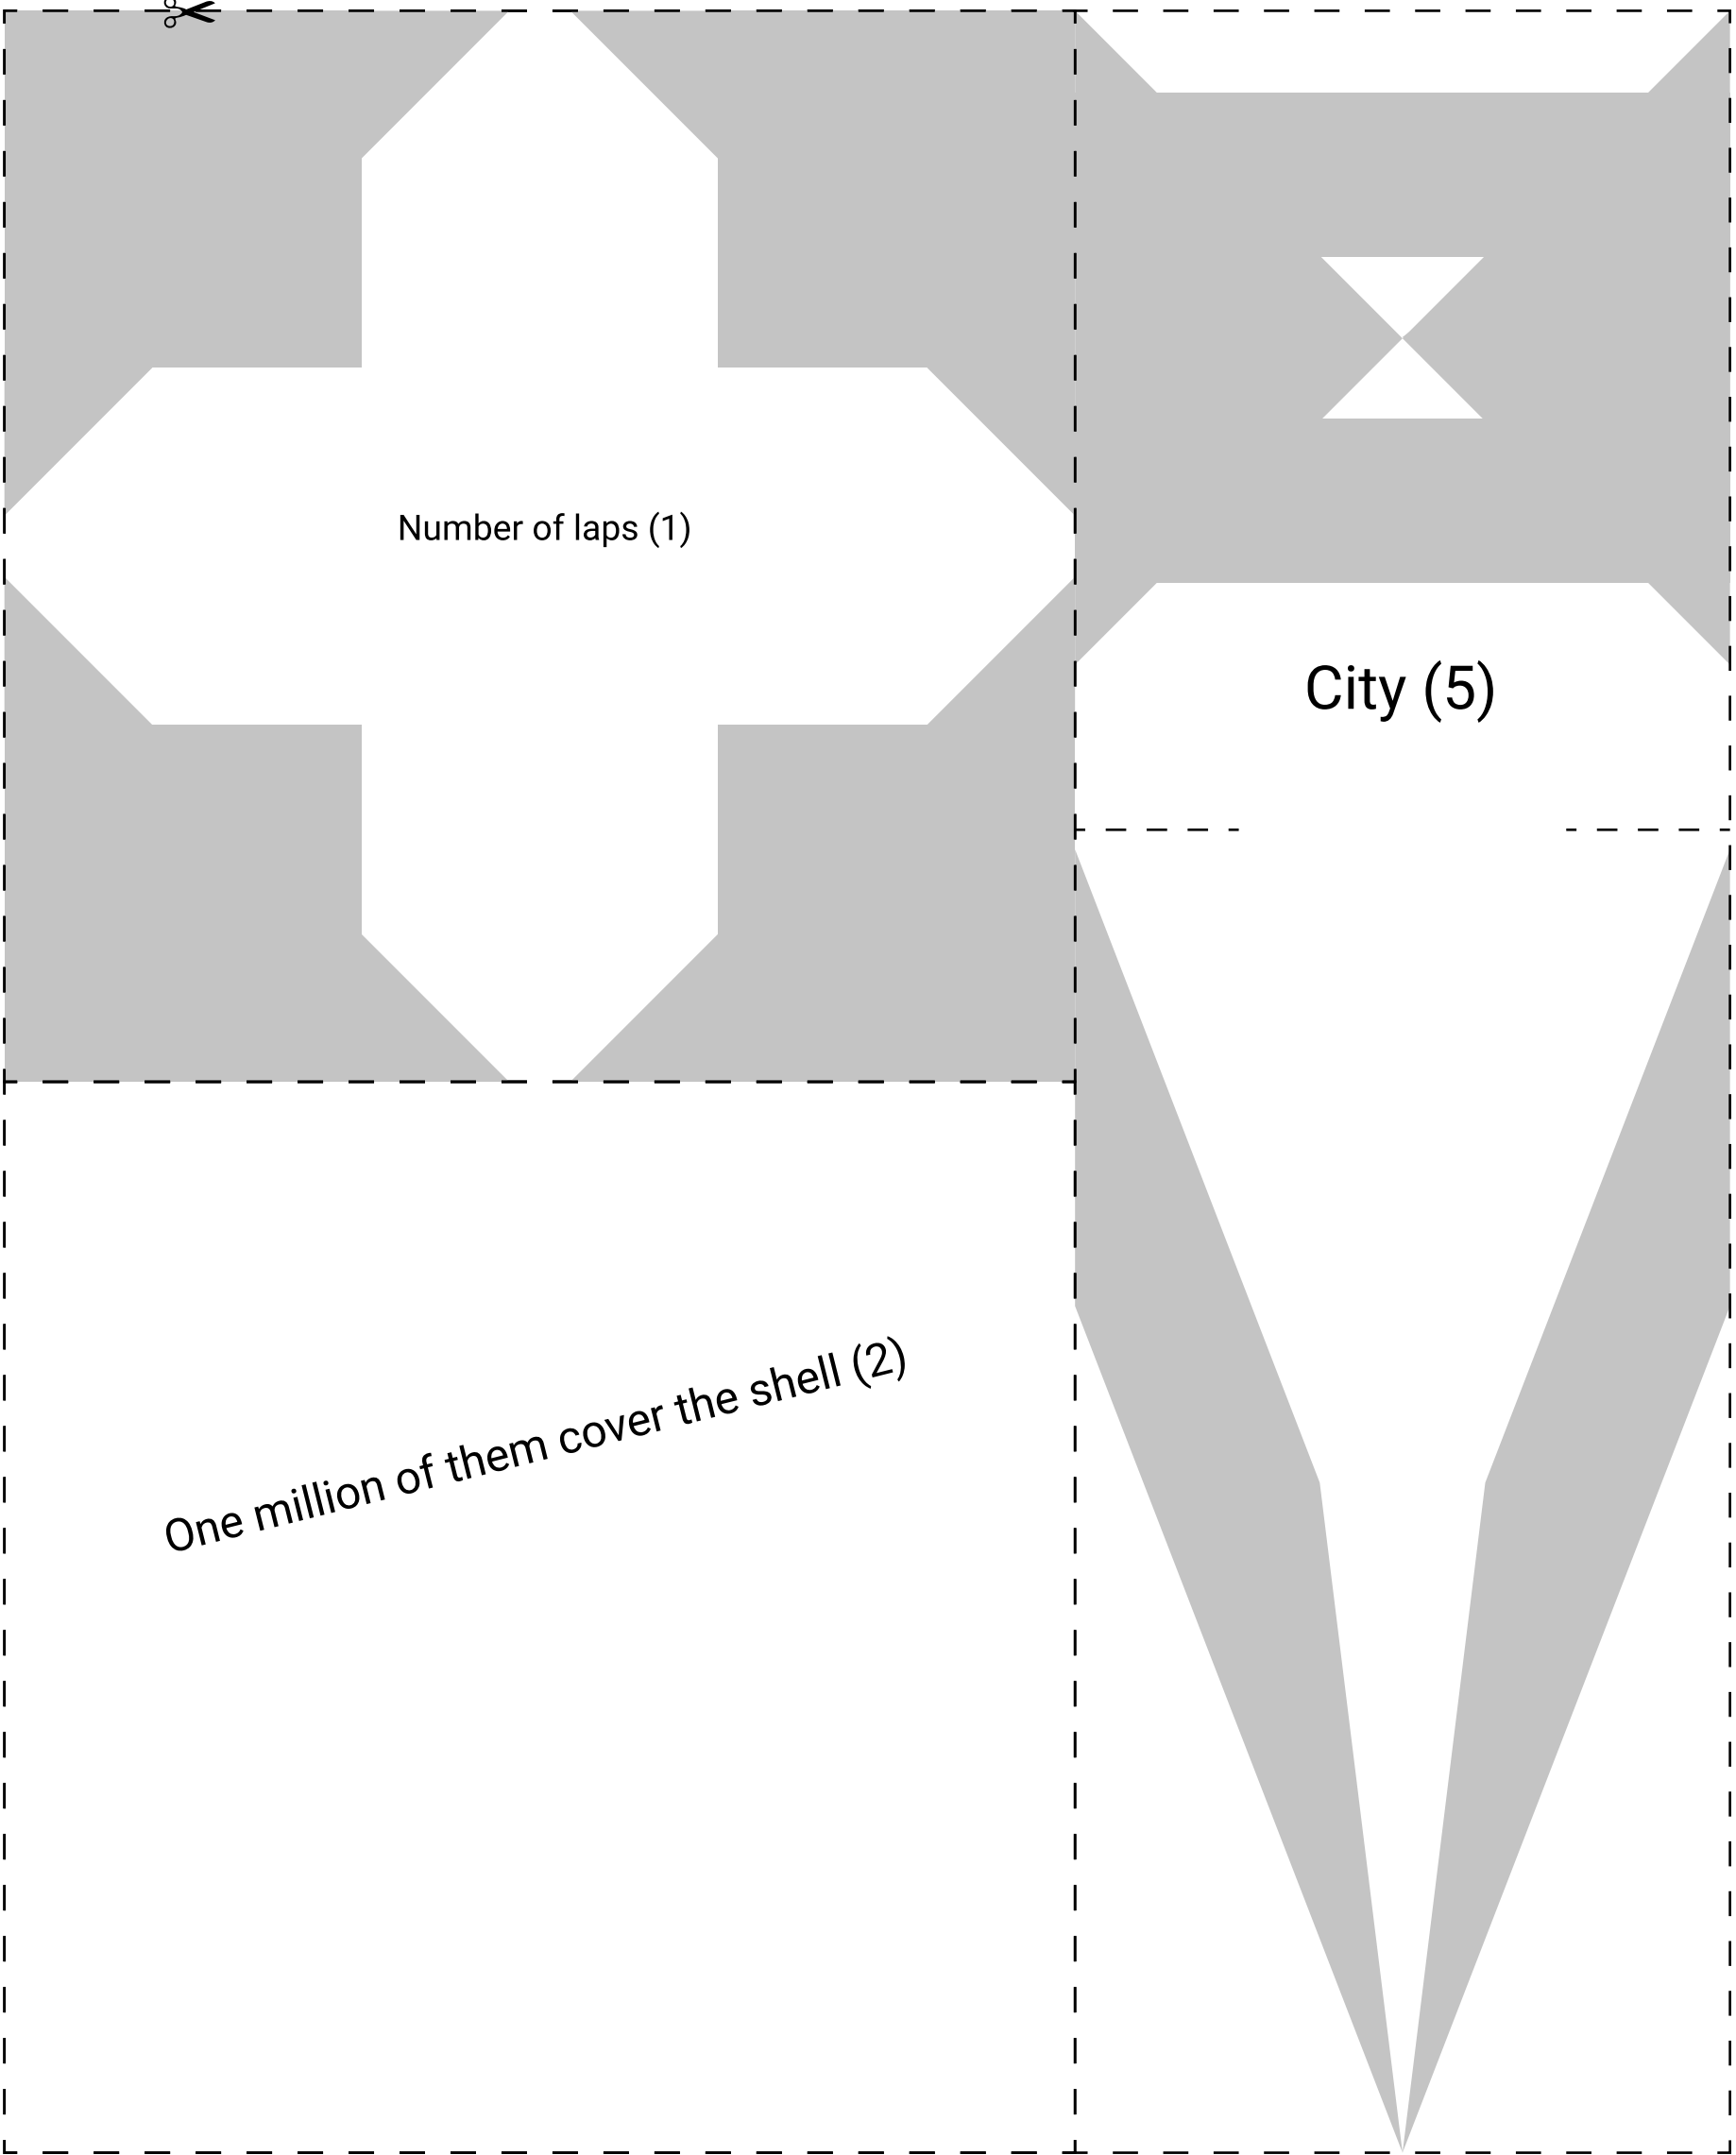 Number of laps (1)
City (5)
One million of them cover the shell (2)